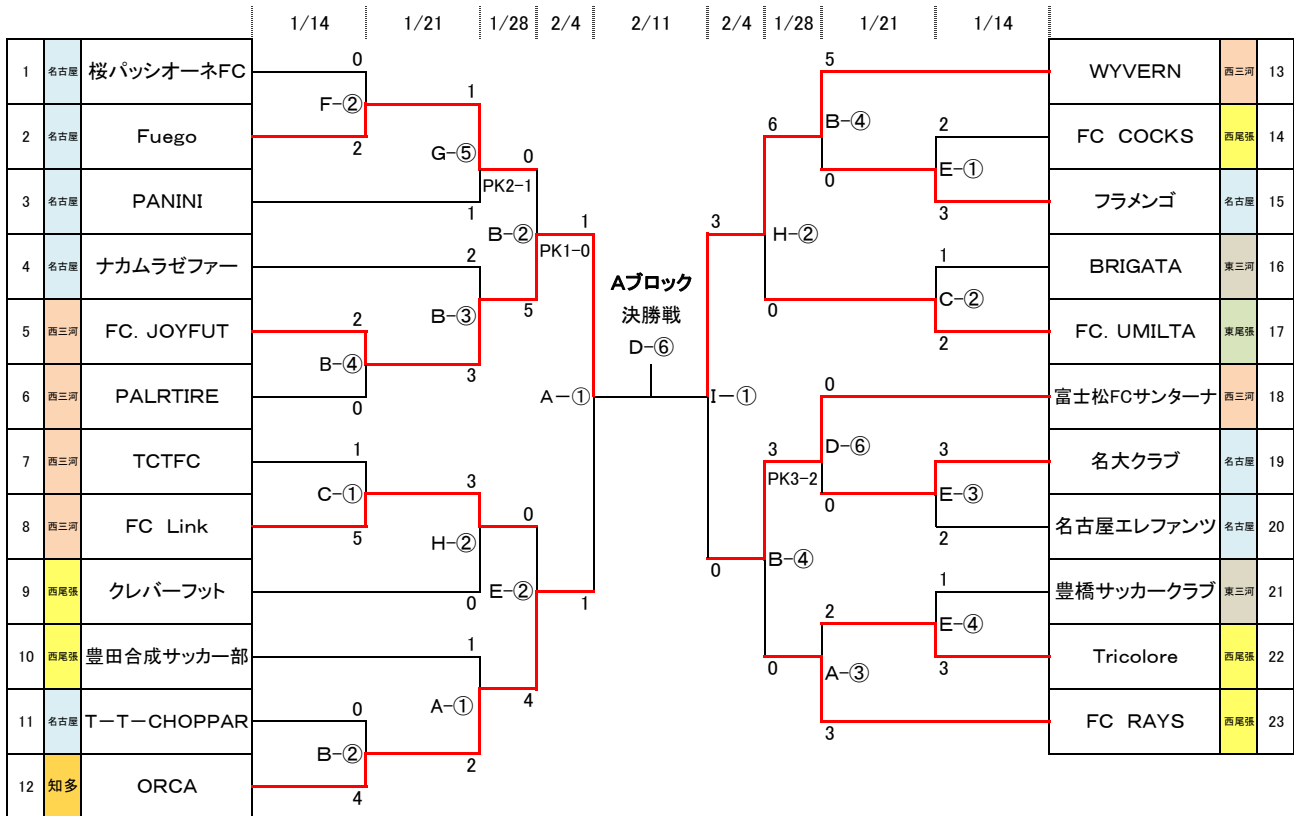 1/14 1/21 1/28 2/4 2/11 2/4 1/28 1/21 1/14
1 名古屋 桜パッシオーネFC
2 名古屋 Fuego
3 名古屋 PANINI
4 名古屋 ナカムラゼファー
5 西三河 FC．JOYFUT
6 西三河 PALRTIRE
7 西三河 TCTFC
8 西三河 FC Link
9 西尾張 クレバーフット
10 西尾張 豊田合成サッカー部
11 名古屋 T－T－CHOPPAR
12 知多 ORCA
0
F-②
2
2
B-④
0
1
C-①
5
0
B-②
4
1
G-⑤
PK2-1
1
2
B-③
3
3
H-②
0
1
A-①
2
0
B-②
5
0
E-②
4
1
PK1-0
A－①
1
Aブロック
決勝戦
D-⑥
3
I－①
0
6
H-②
0
3
PK3-2
B-④
0
5
B-④
0
0
D-⑥
0
2
A-③
3
2
E-①
3
1
C-②
2
3
E-③
2
1
E-④
3
WYVERN 西三河 13
FC COCKS 西尾張 14
フラメンゴ 名古屋 15
BRIGATA 東三河 16
FC．UMILTA 東尾張 17
富士松FCサンターナ 西三河 18
名大クラブ 名古屋 19
名古屋エレファンツ 名古屋 20
豊橋サッカークラブ 東三河 21
Tricolore 西尾張 22
FC RAYS 西尾張 23